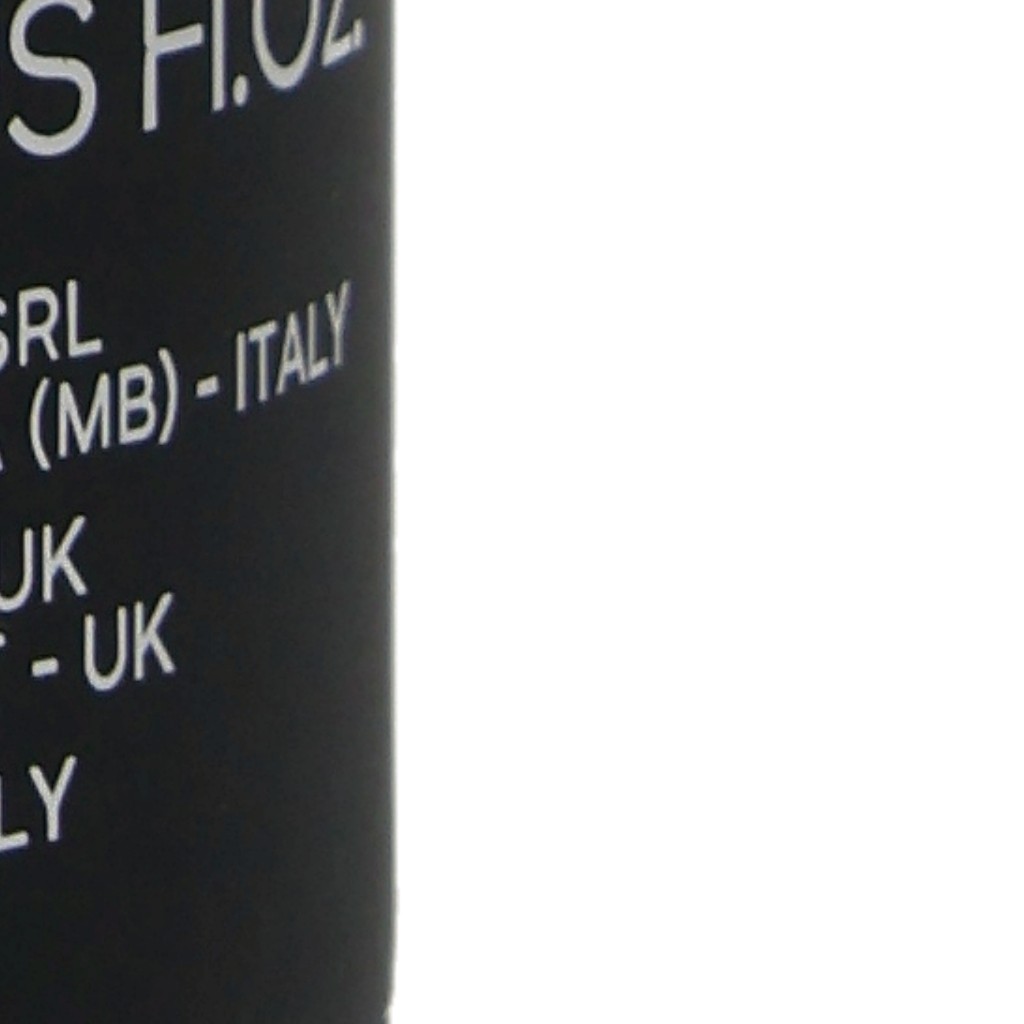 S Fl.Oz.
SRL
(MB) - ITALY
UK
- UK
LY